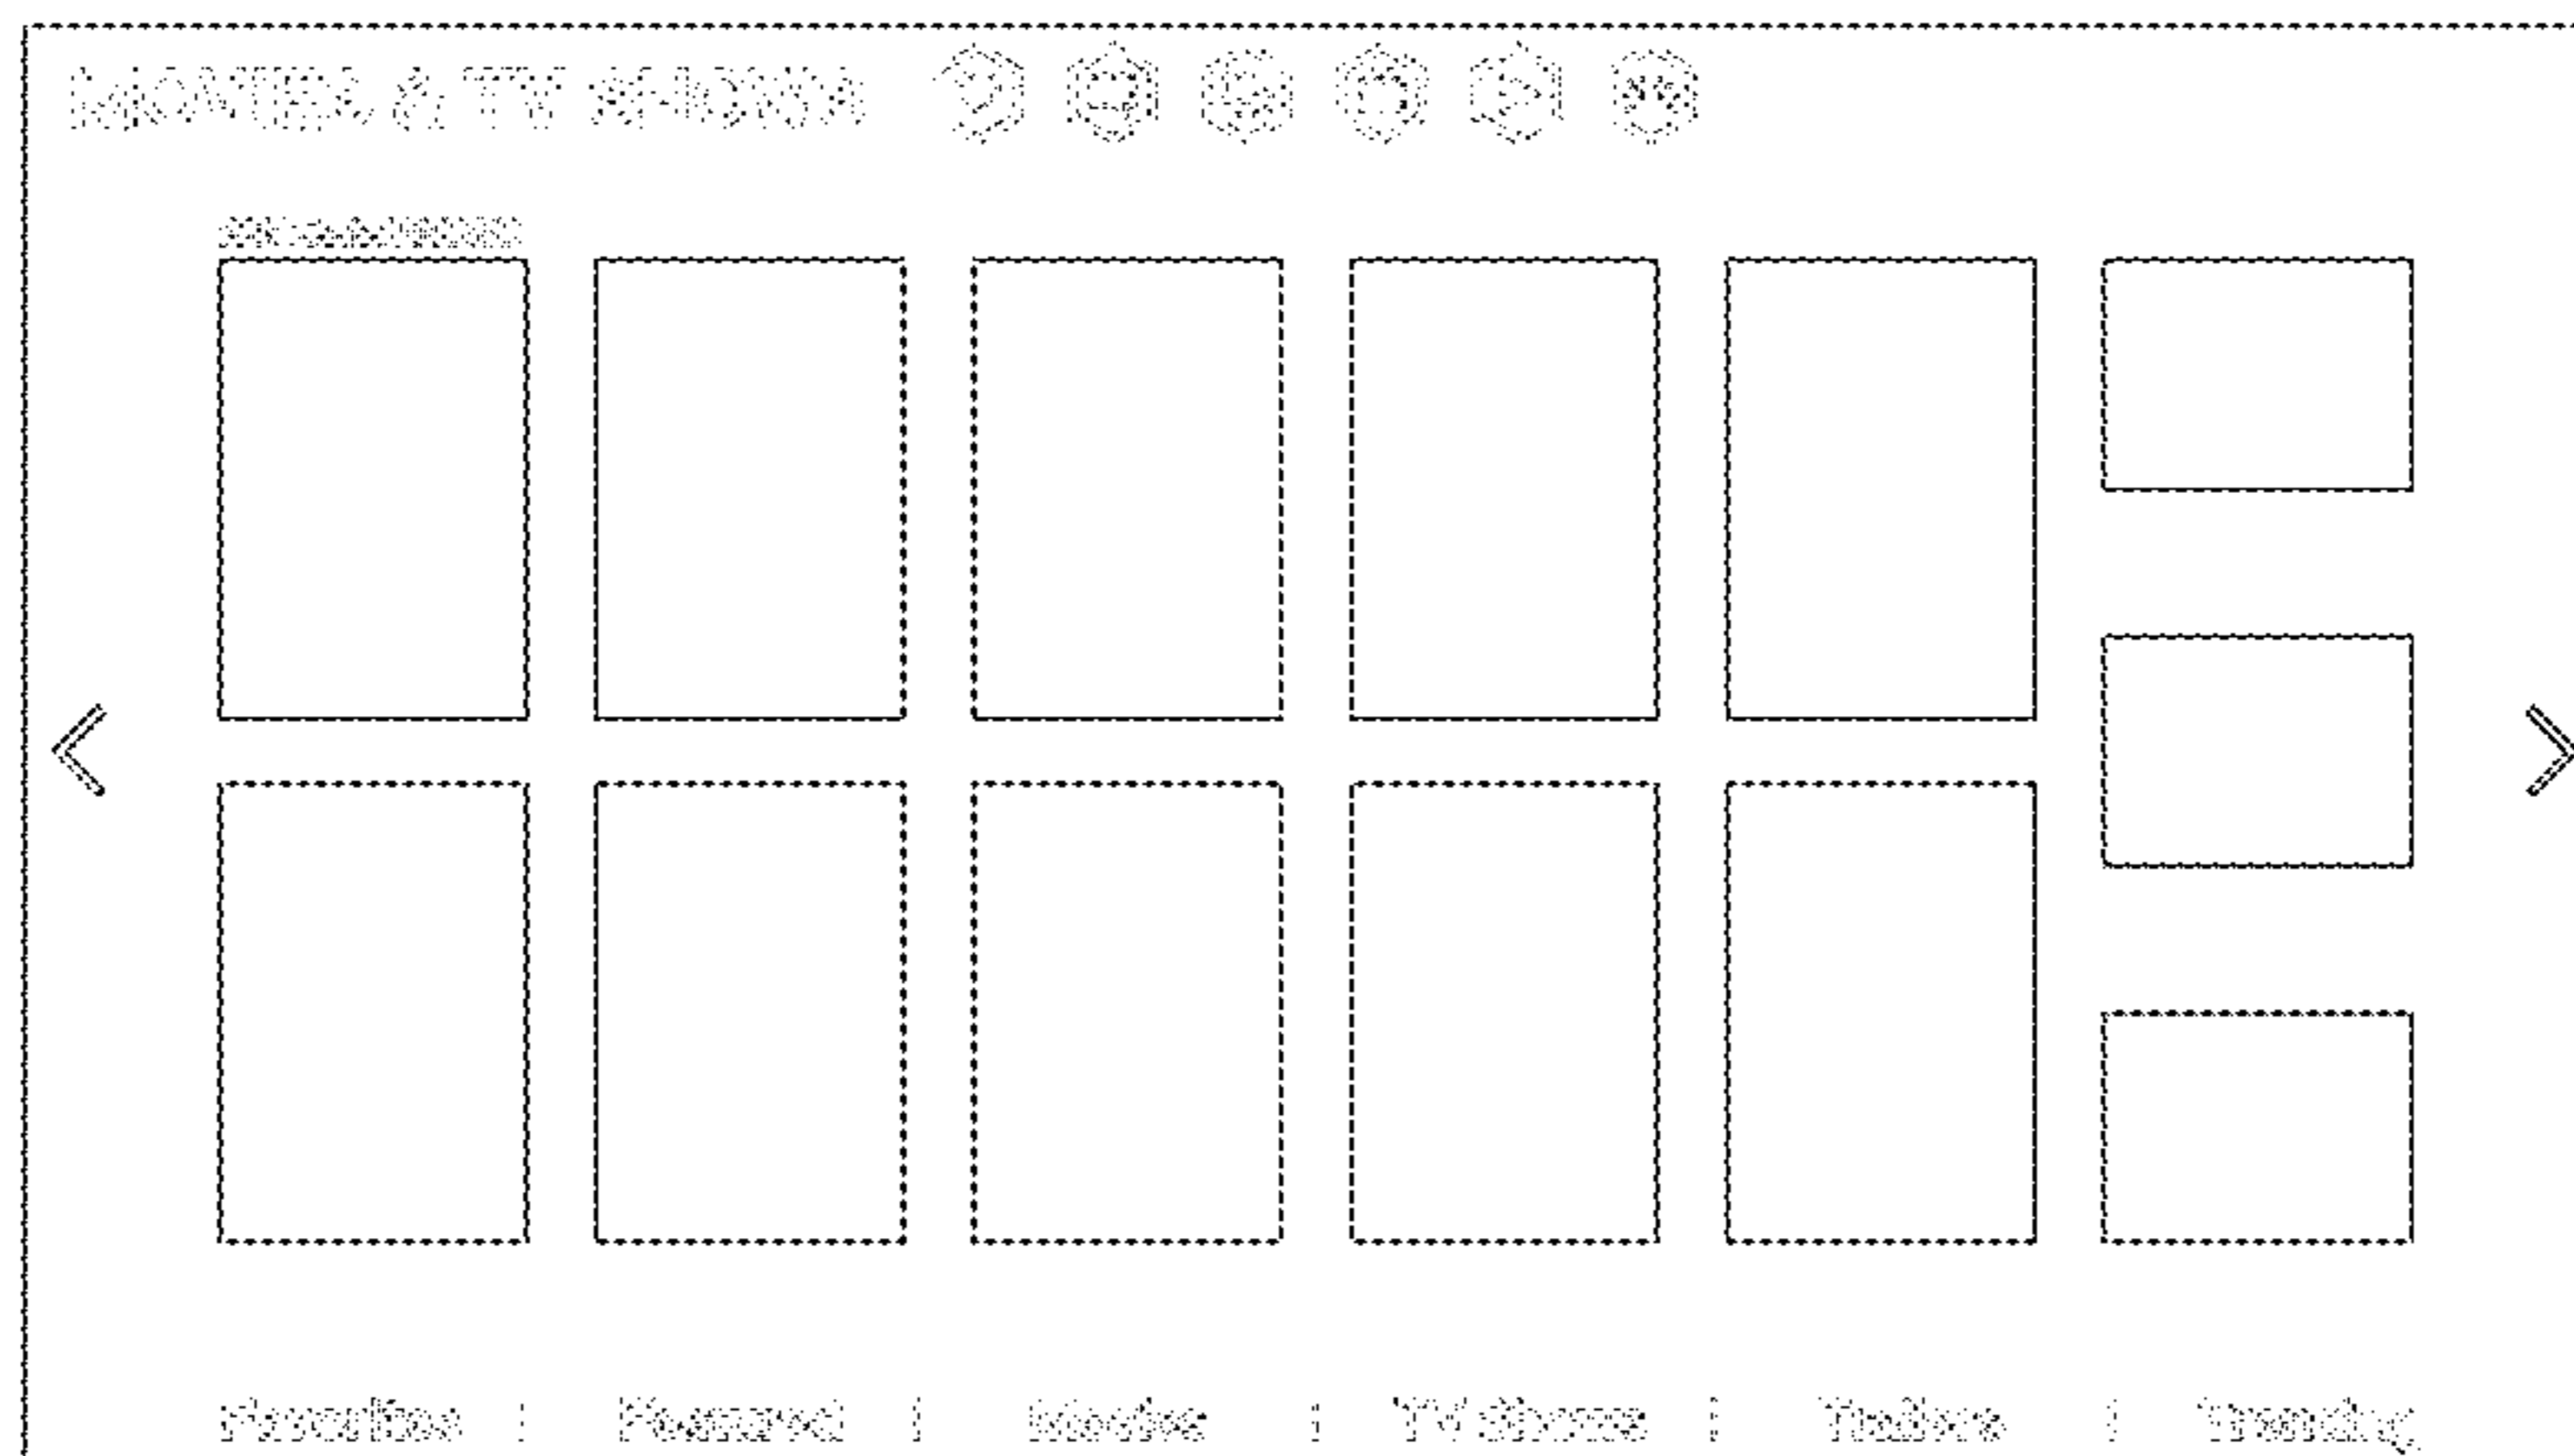 MOVIES & TV SHOWS
Favorites | Featured | Movies | TV Shows | Trailers | Trending